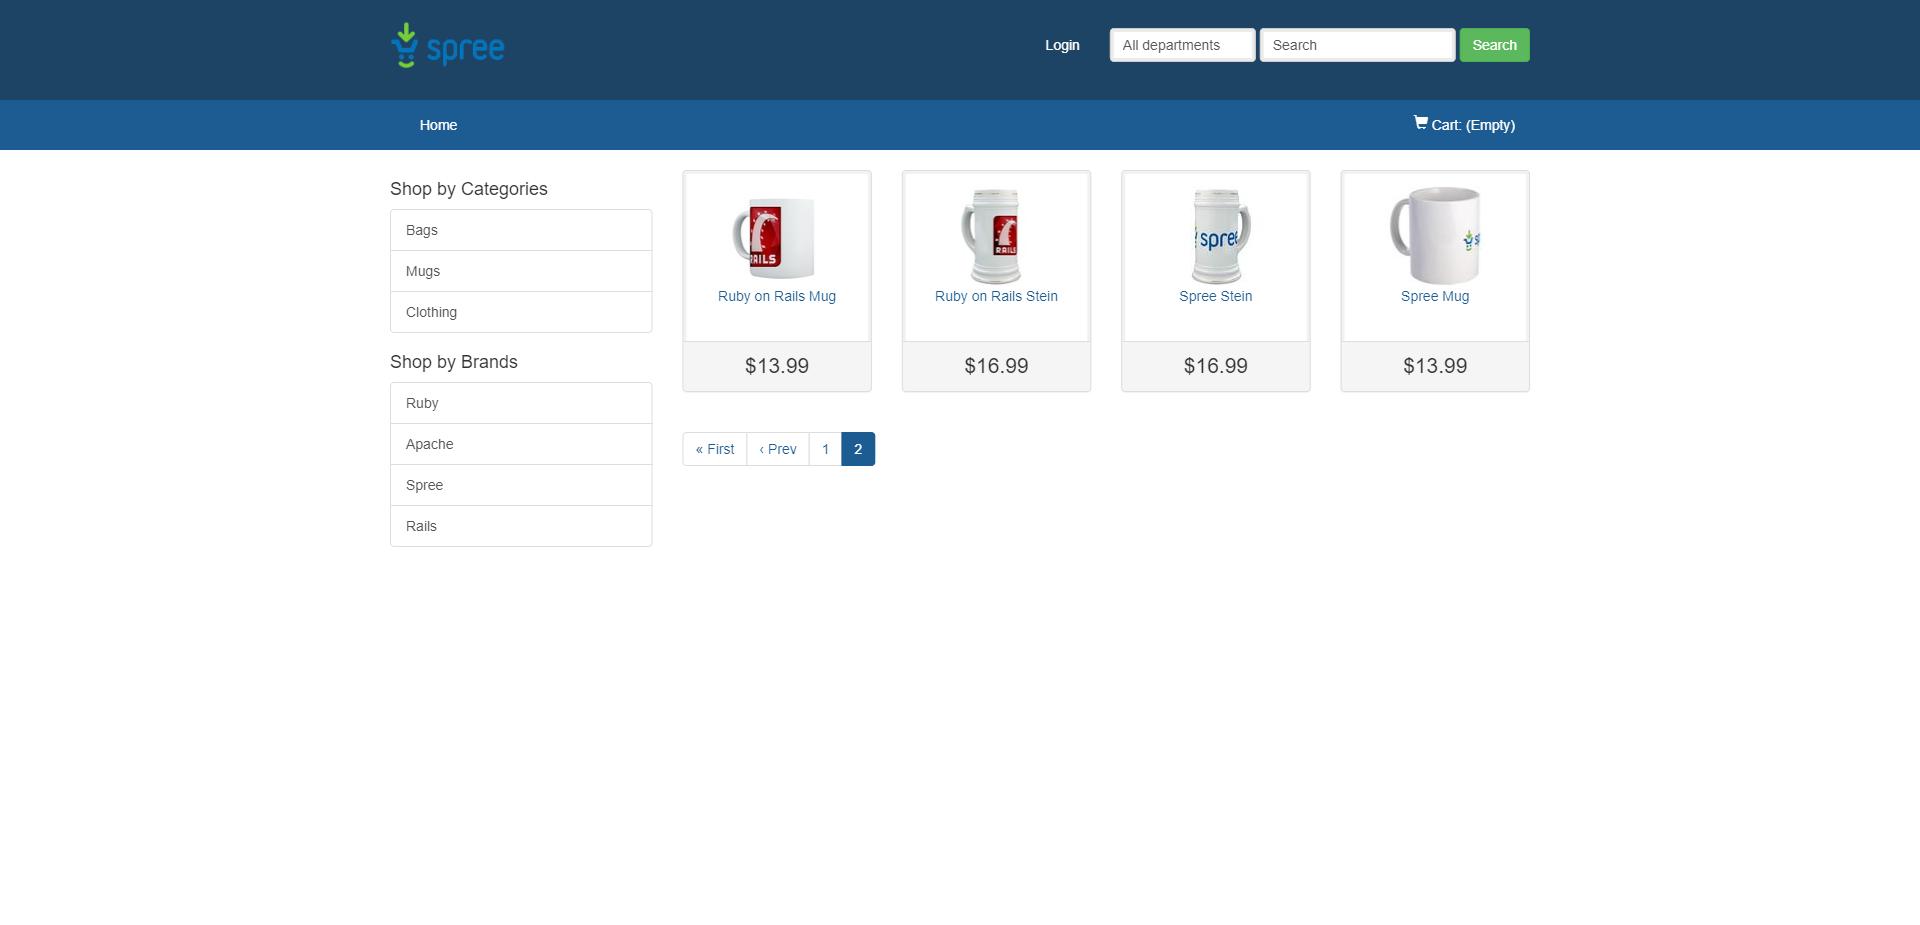 spree
Login
All departments
Search
Search
Home
Cart: (Empty)
Shop by Categories
Bags
Mugs
Clothing
Shop by Brands
Ruby
Apache
Spree
Rails
RAILS
Ruby on Rails Mug
$13.99
RAILS
Ruby on Rails Stein
$16.99
spree
Spree Stein
$16.99
Spree Mug
$13.99
« First
‹ Prev
1
2